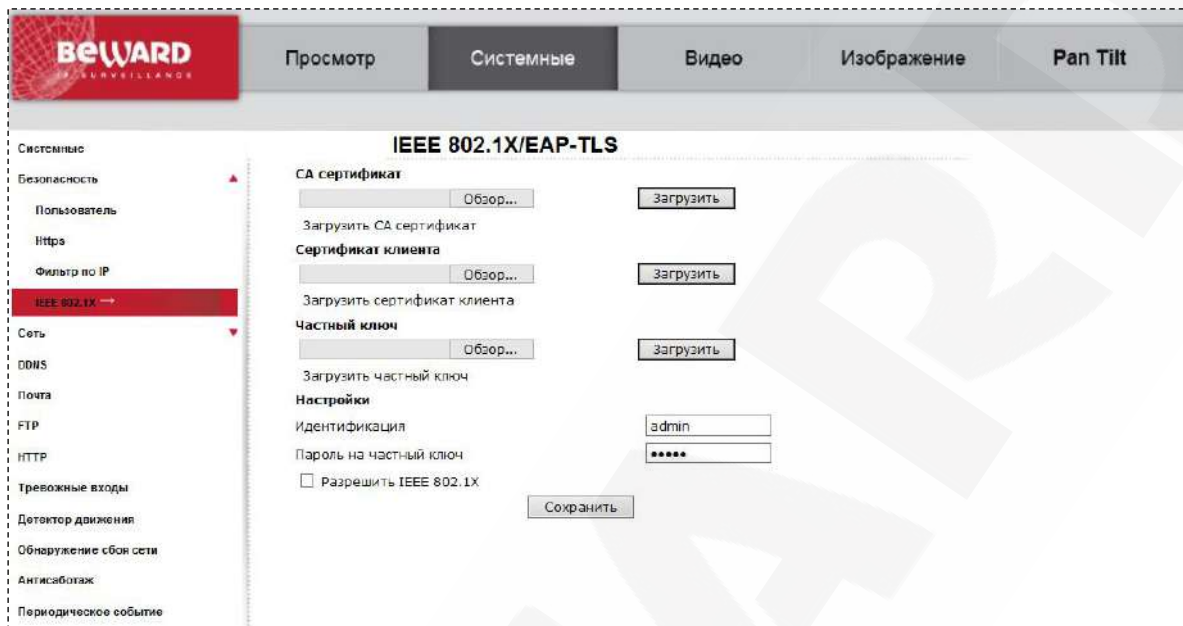 BEWARD
IP SURVEILLANCE
Просмотр
Системные
Видео
Изображение
Pan Tilt
Системные
Безопасность
Пользователь
Https
Фильтр по IP
IEEE 802.1X →
Сеть
DDNS
Почта
FTP
HTTP
Тревожные входы
Детектор движения
Обнаружение сбоя сети
Антисаботаж
Периодическое событие
IEEE 802.1X/EAP-TLS
CA сертификат
Обзор... Загрузить
Загрузить CA сертификат
Сертификат клиента
Обзор... Загрузить
Загрузить сертификат клиента
Частный ключ
Обзор... Загрузить
Загрузить частный ключ
Настройки
Идентификация admin
Пароль на частный ключ •••••
Разрешить IEEE 802.1X
Сохранить